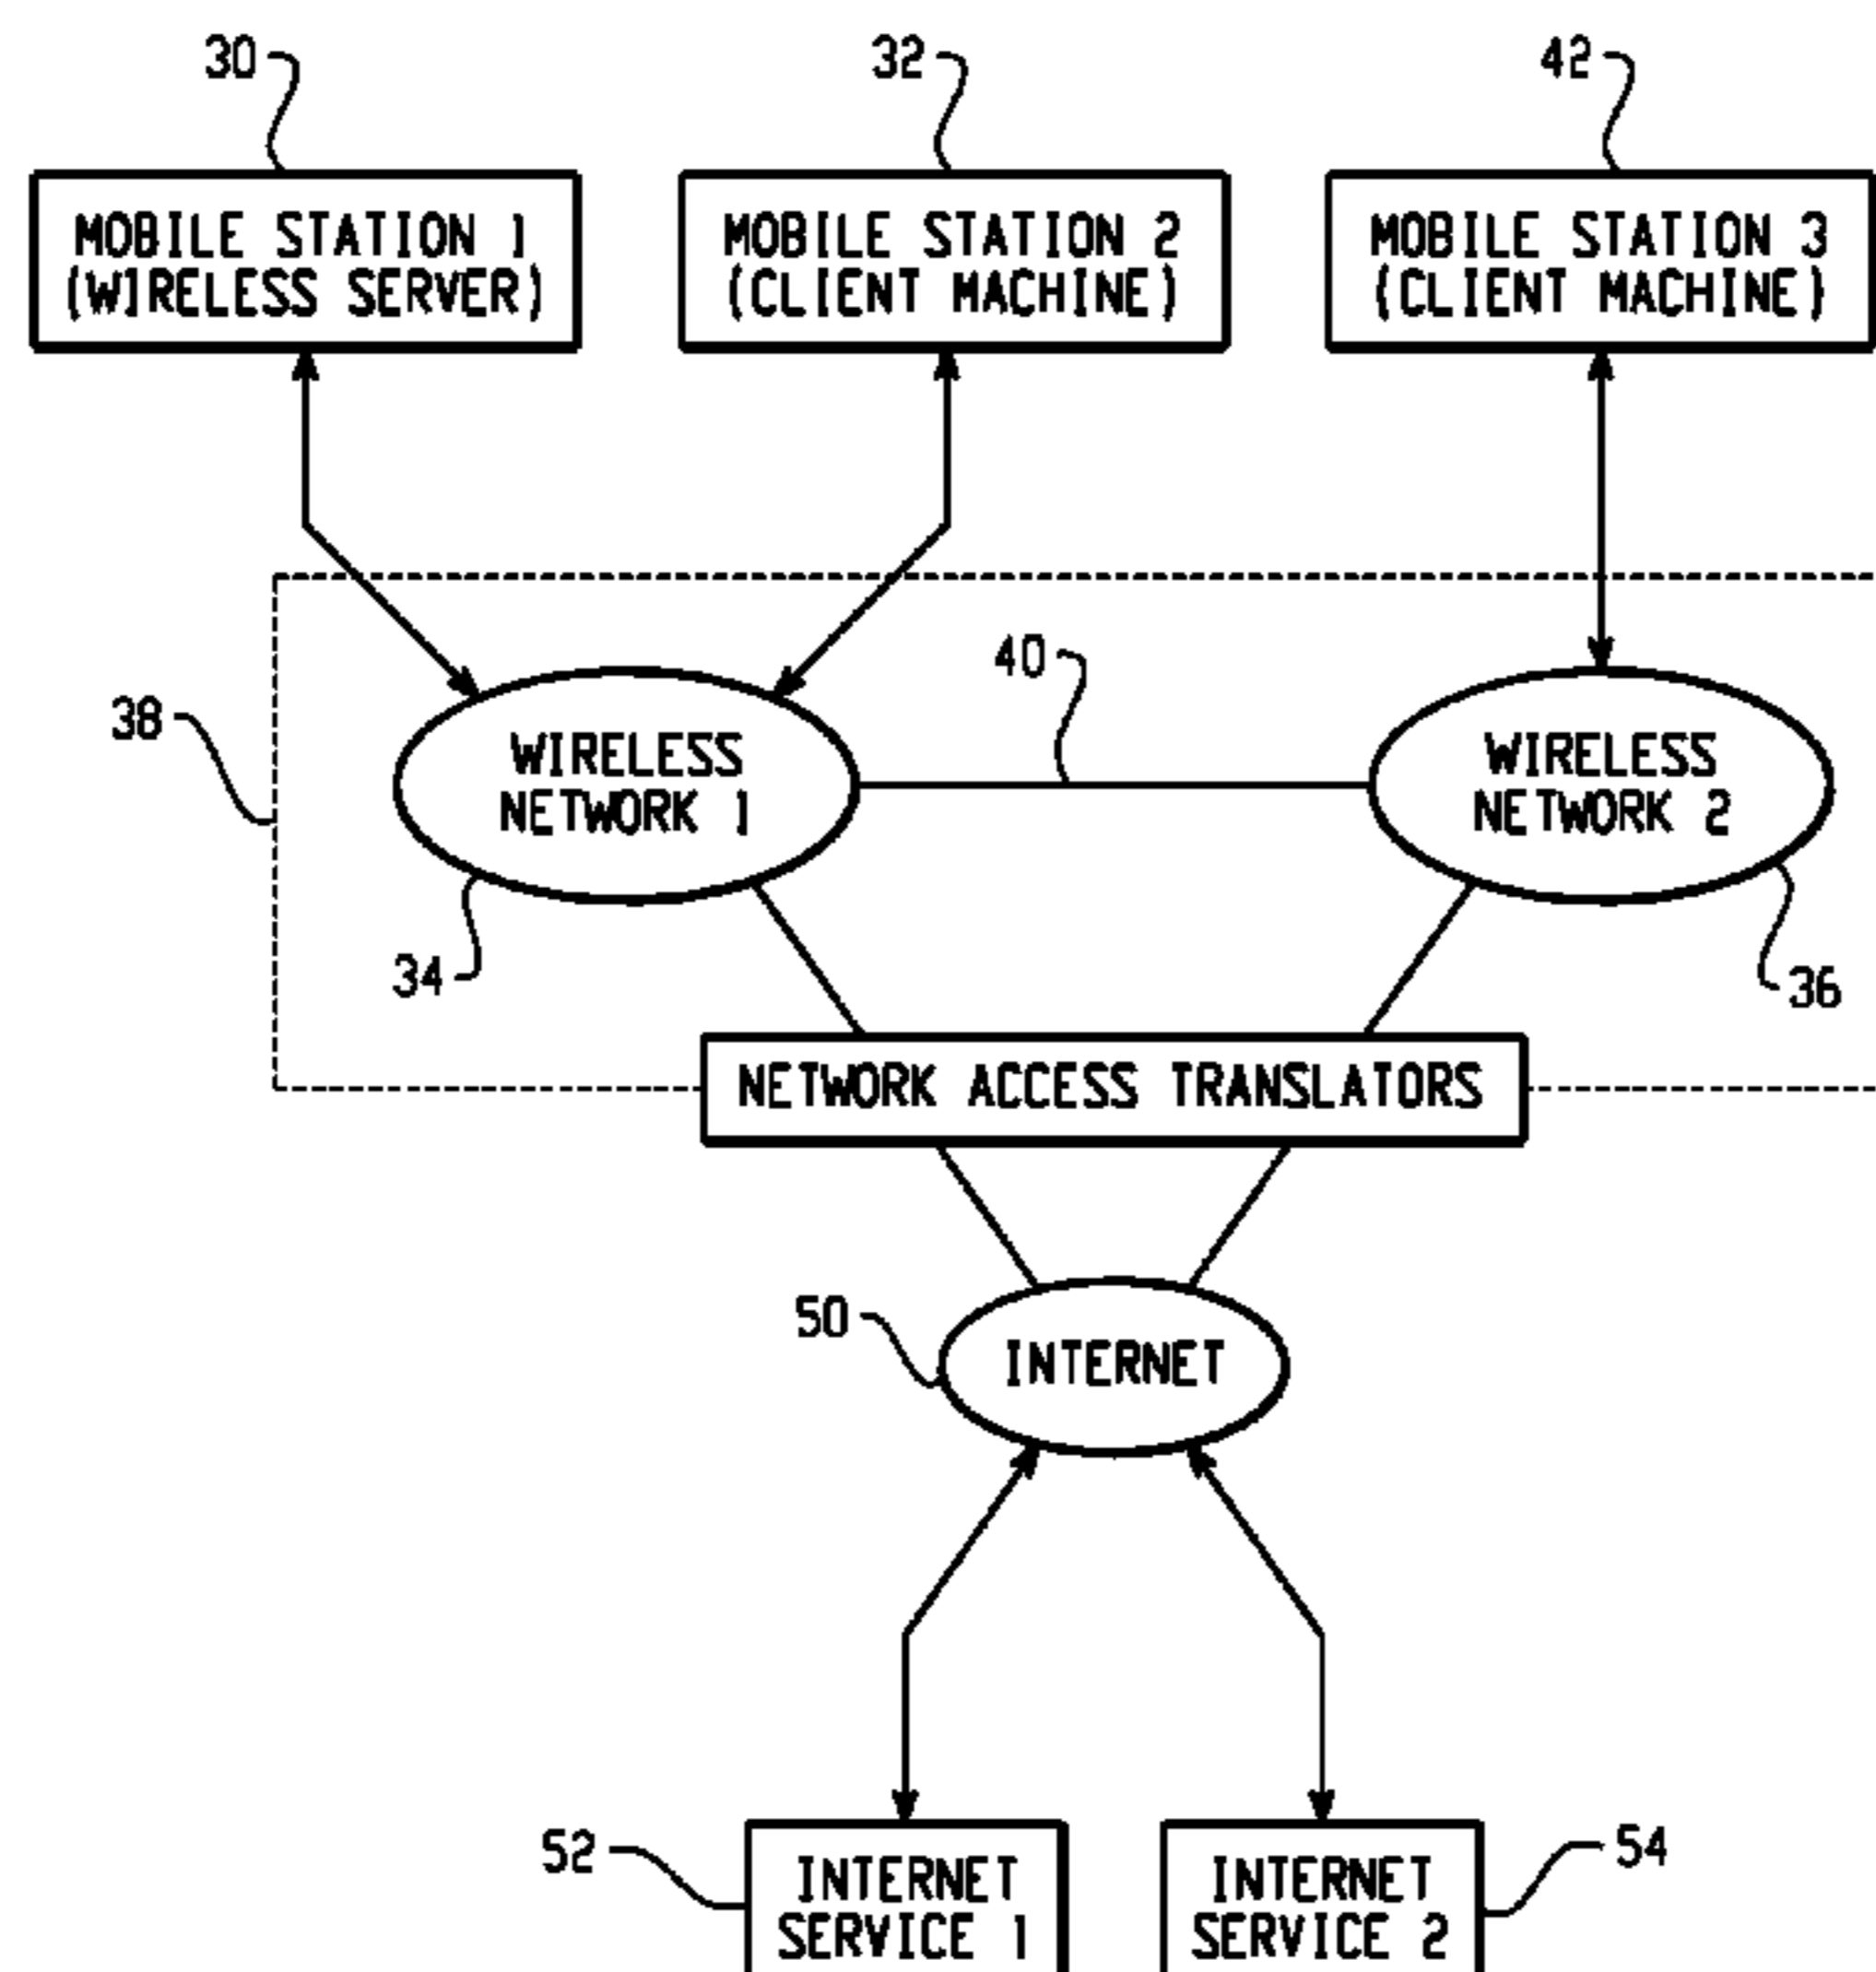 30
32
42
MOBILE STATION 1
(WIRELESS SERVER)
MOBILE STATION 2
(CLIENT MACHINE)
MOBILE STATION 3
(CLIENT MACHINE)
40
38
WIRELESS
NETWORK 1
WIRELESS
NETWORK 2
34
36
NETWORK ACCESS TRANSLATORS
50
INTERNET
52
54
INTERNET
SERVICE 1
INTERNET
SERVICE 2